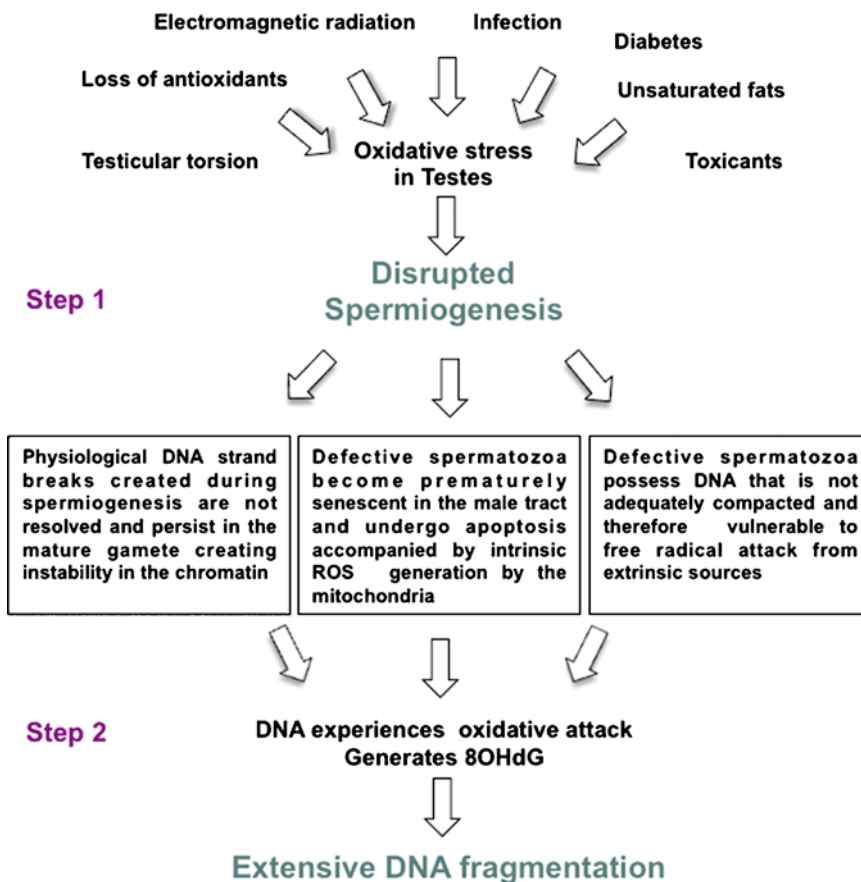 Electromagnetic radiation
Infection
Diabetes
Loss of antioxidants
Unsaturated fats
Testicular torsion
Oxidative stress
in Testes
Toxicants
Step 1
Disrupted
Spermiogenesis
Physiological DNA strand
breaks created during
spermiogenesis are not
resolved and persist in the
mature gamete creating
instability in the chromatin
Defective spermatozoa
become prematurely
senescent in the male tract
and undergo apoptosis
accompanied by intrinsic
ROS generation by the
mitochondria
Defective spermatozoa
possess DNA that is not
adequately compacted and
therefore vulnerable to
free radical attack from
extrinsic sources
Step 2
DNA experiences oxidative attack
Generates 8OHdG
Extensive DNA fragmentation